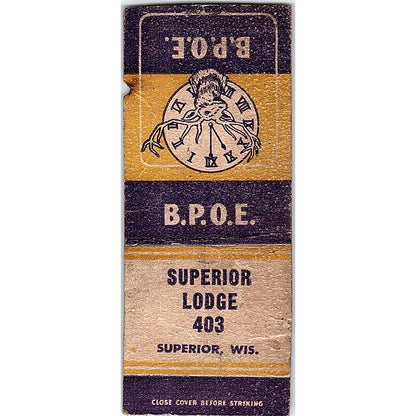 B.P.O.E.
B.P.O.E.
SUPERIOR
LODGE
403
SUPERIOR, WIS.
CLOSE COVER BEFORE STRIKING